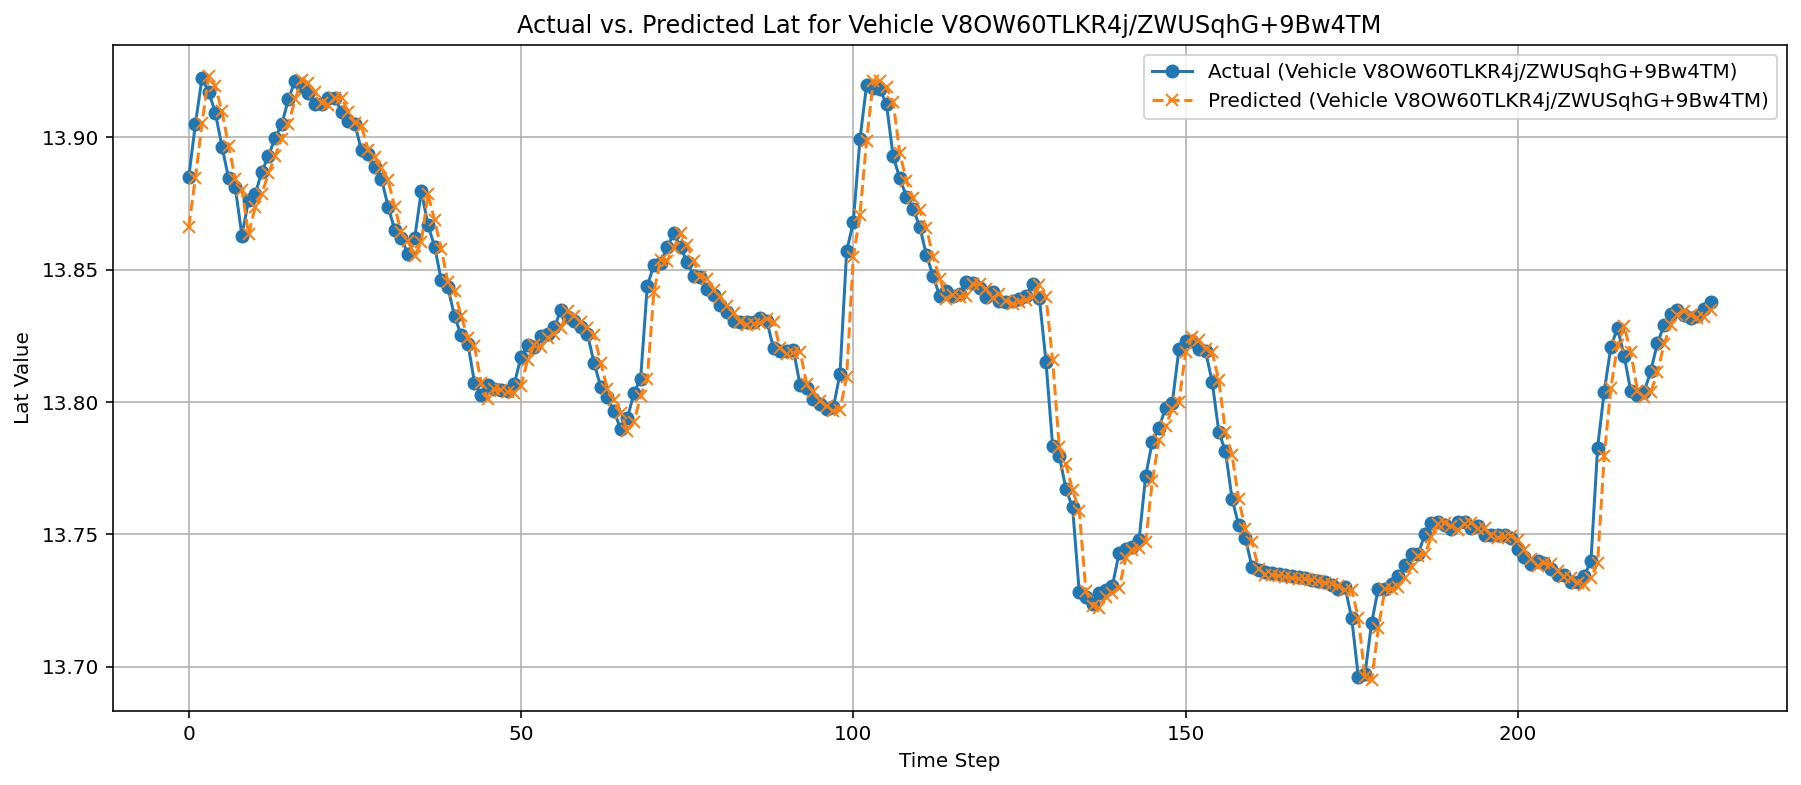 Actual vs. Predicted Lat for Vehicle V8OW60TLKR4j/ZWUSqhG+9Bw4TM
Actual (Vehicle V8OW60TLKR4j/ZWUSqhG+9Bw4TM)
Predicted (Vehicle V8OW60TLKR4j/ZWUSqhG+9Bw4TM)
Lat Value
13.90
13.85
13.80
13.75
13.70
0 50 100 150 200
Time Step